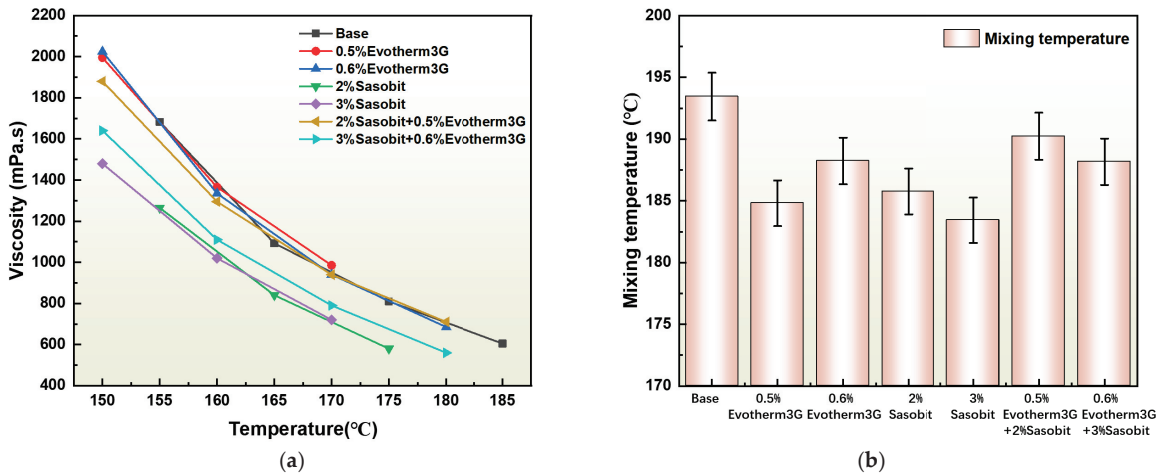 2200
2000
1800
1600
1400
1200
1000
800
600
400
Viscosity (mPa.s)
Base
0.5%Evotherm3G
0.6%Evotherm3G
2%Sasobit
3%Sasobit
2%Sasobit+0.5%Evotherm3G
3%Sasobit+0.6%Evotherm3G
150 155 160 165 170 175 180 185
Temperature(℃)
(a)
200
195
190
185
180
175
170
Mixing temperature (℃)
Mixing temperature
Base 0.5% 0.6% 2% 3% 0.5% 0.6%
Evotherm3G Evotherm3G Sasobit Sasobit Evotherm3G Evotherm3G
+2%Sasobit +3%Sasobit
(b)